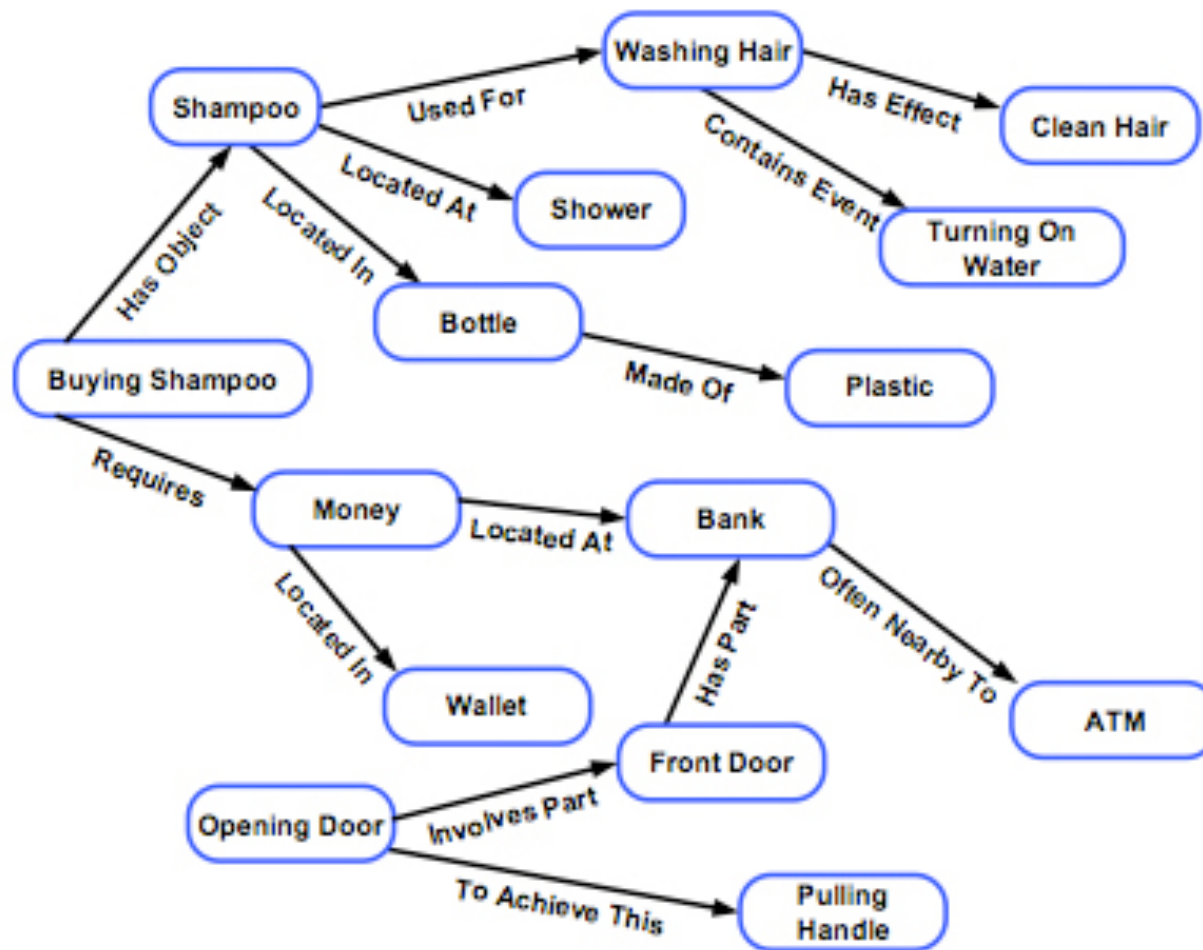 Washing Hair
Shampoo
Used For
Has Effect
Clean Hair
Located At
Contains Event
Shower
Located In
Turning On
Water
Has Object
Bottle
Buying Shampoo
Made Of
Plastic
Requires
Money
Located At
Bank
Located In
Often Nearby To
Has Part
Wallet
ATM
Front Door
Opening Door
Involves Part
To Achieve This
Pulling
Handle